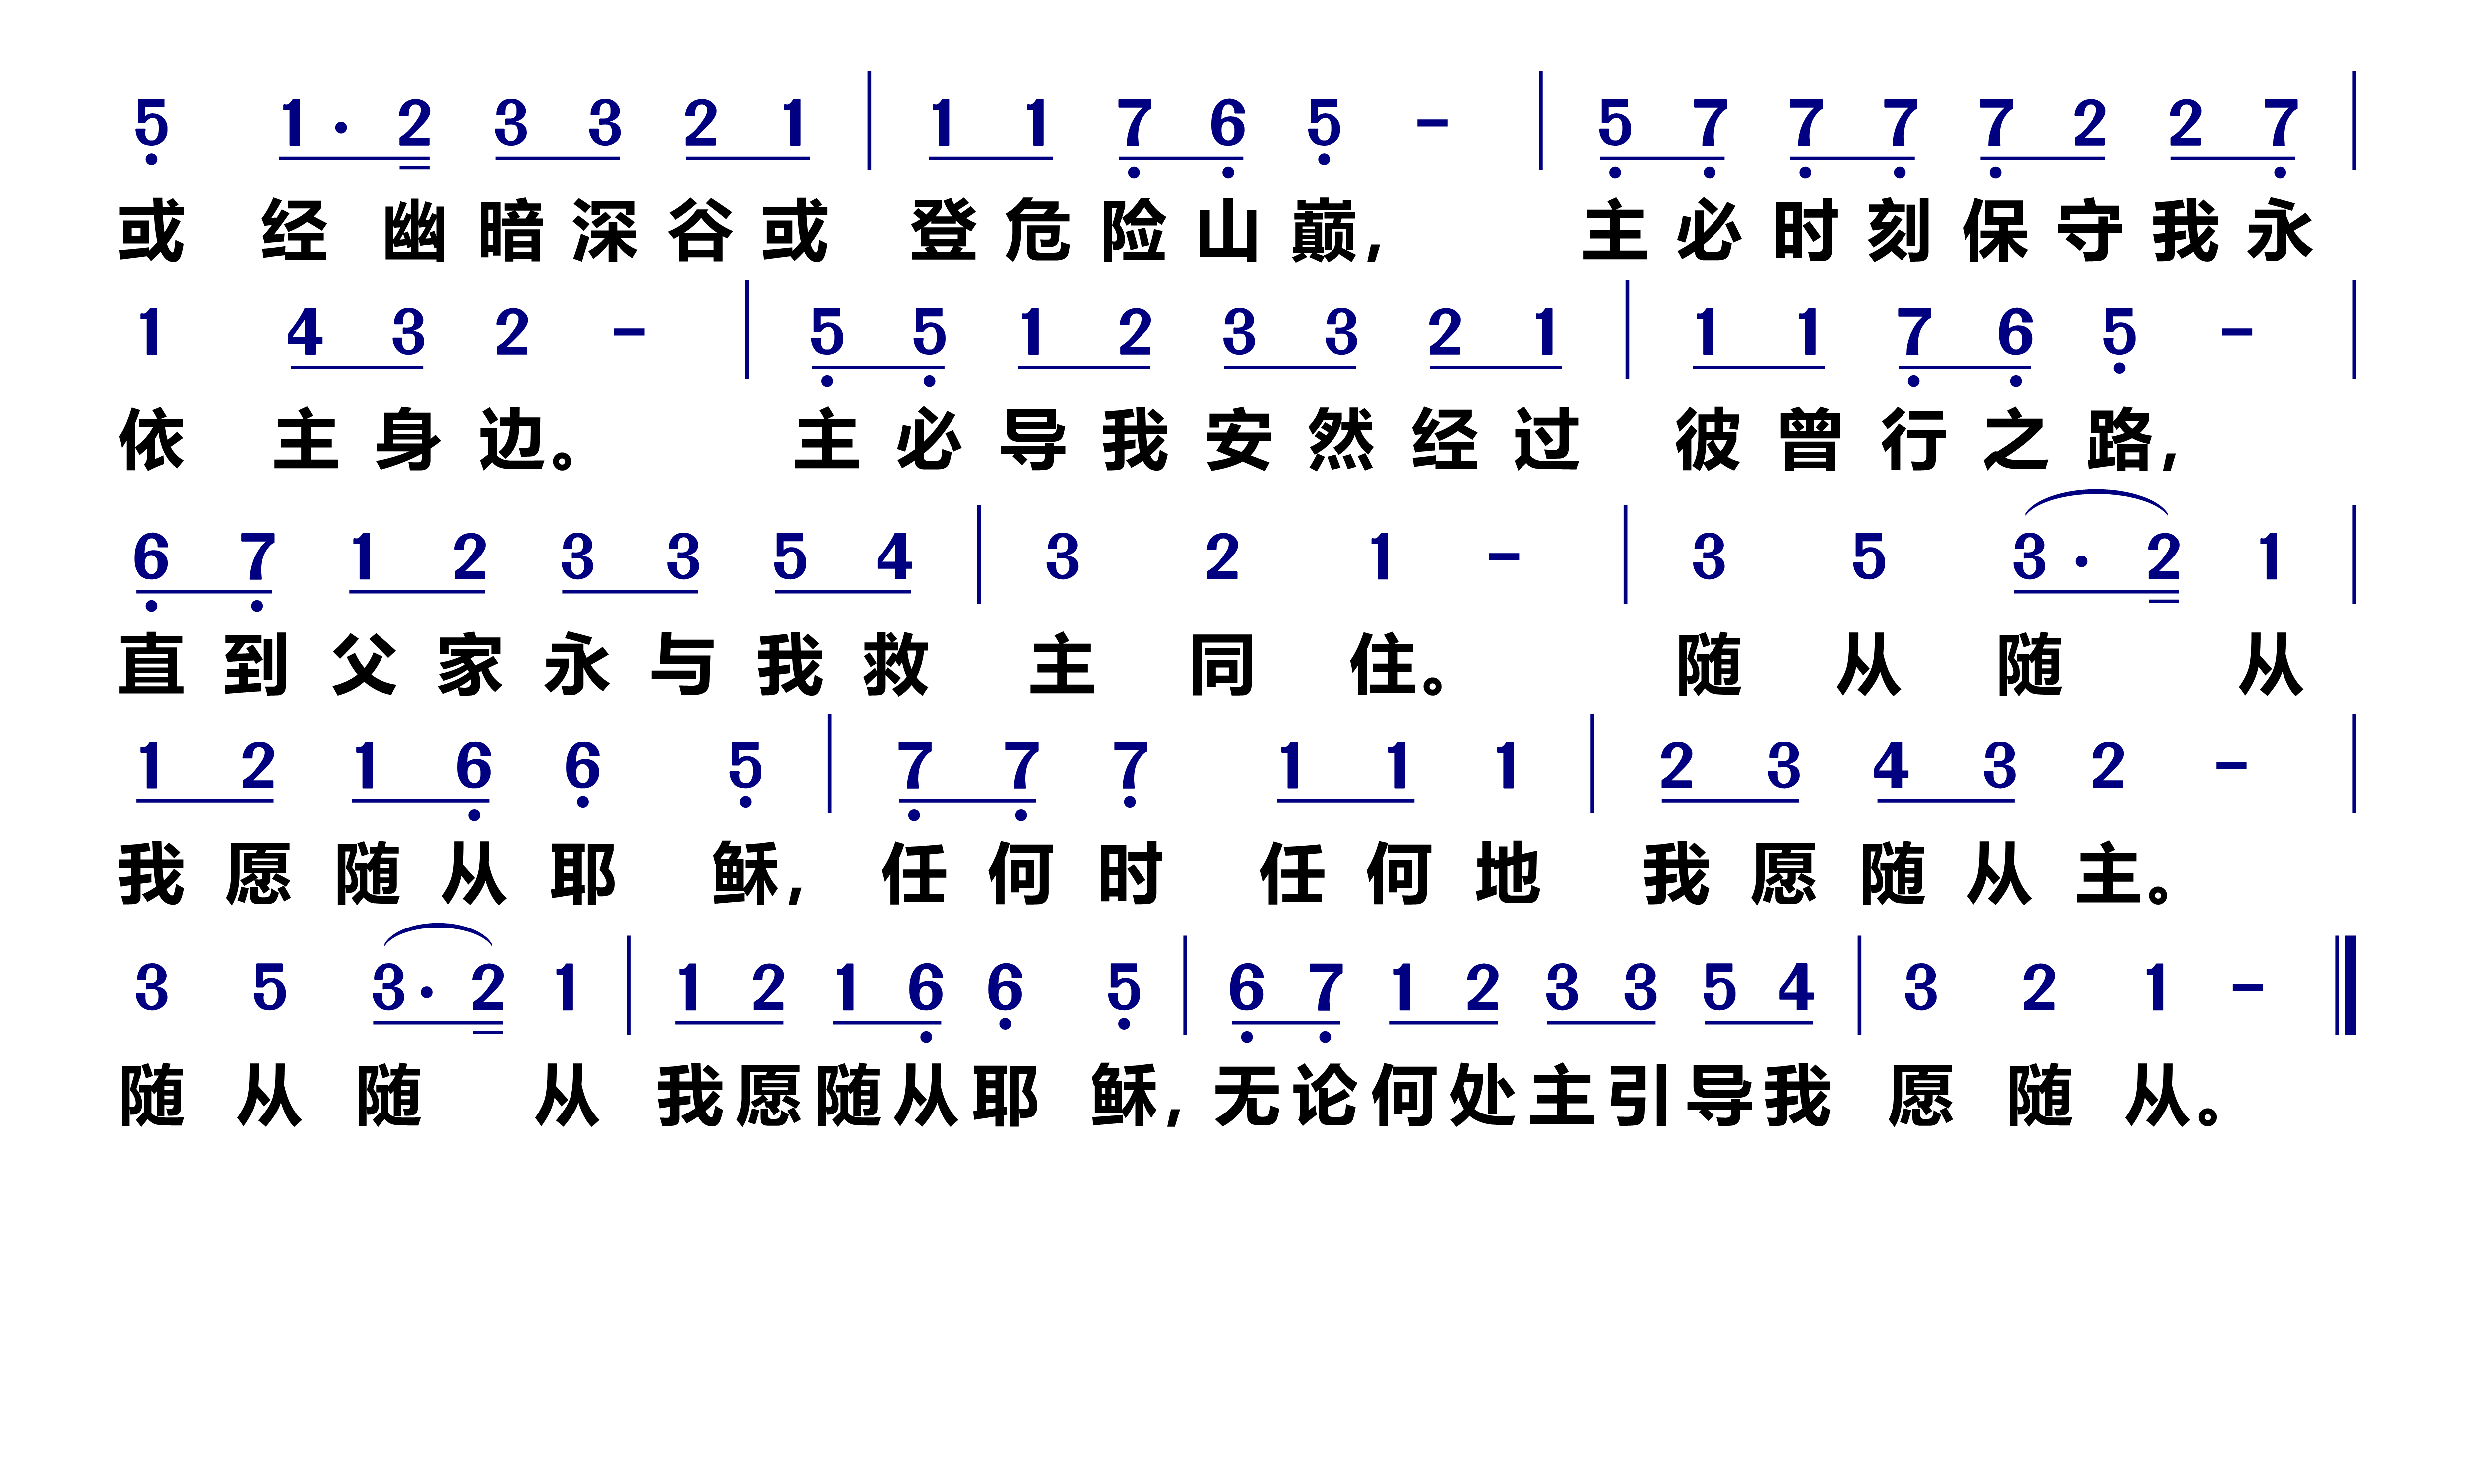 5 1· 2 3 3 2 1 | 1 1 7 6 5 – | 5 7 7 7 7 2 2 7 |
或 经 幽 暗 深 谷 或 登 危 险 山 巅, 主 必 时 刻 保 守 我 永
1 4 3 2 – | 5 5 1 2 3 3 2 1 | 1 1 7 6 5 – |
依 主 身 边。 主 必 导 我 安 然 经 过 彼 曾 行 之 路,
6 7 1 2 3 3 5 4 | 3 2 1 – | 3 5 3· 2 1 |
直 到 父 家 永 与 我 救 主 同 住。 随 从 随 从
1 2 1 6 6 5 | 7 7 7 1 1 1 | 2 3 4 3 2 – |
我 愿 随 从 耶 稣, 任 何 时 任 何 地 我 愿 随 从 主。
3 5 3· 2 1 | 1 2 1 6 6 5 | 6 7 1 2 3 3 5 4 | 3 2 1 – ‖
随 从 随 从 我 愿 随 从 耶 稣, 无 论 何 处 主 引 导 我 愿 随 从。